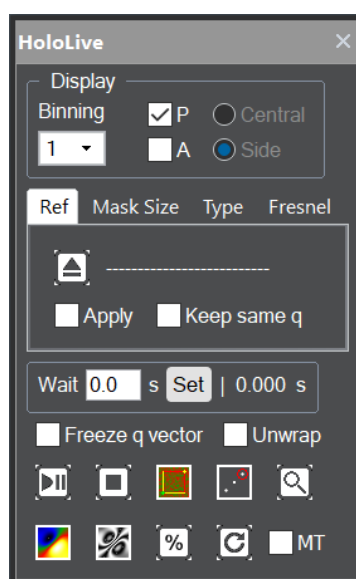 HoloLive
Display
Binning
P
Central
1
A
Side
Ref Mask Size Type Fresnel
---------------------------
Apply Keep same q
Wait 0.0 s Set | 0.000 s
Freeze q vector Unwrap
%
% C MT